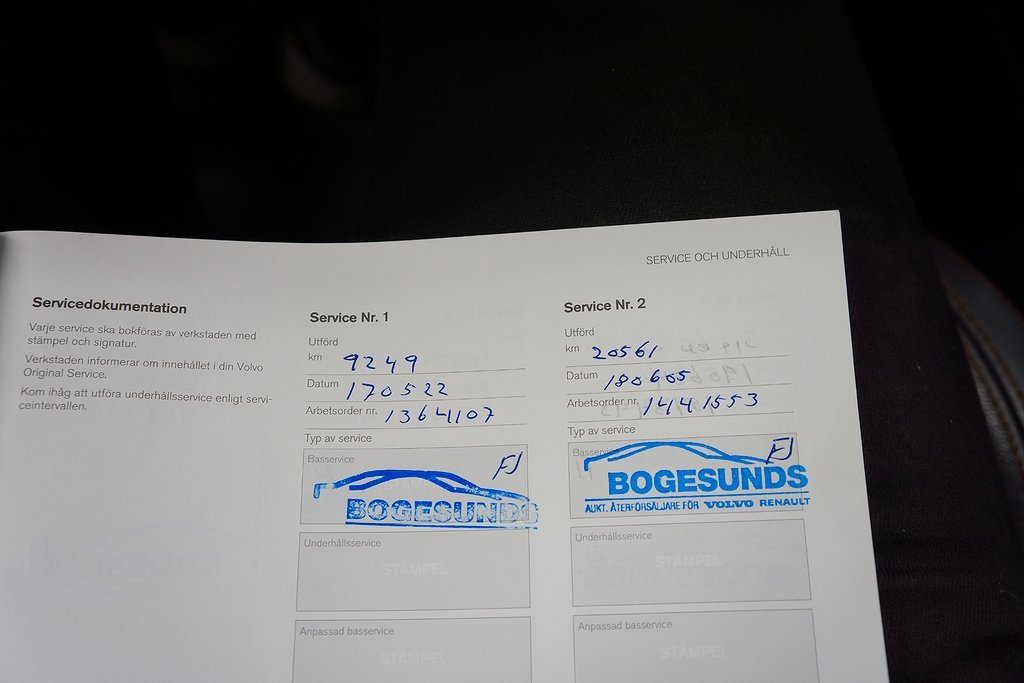 SERVICE OCH UNDERHÅLL
Servicedokumentation
Varje service ska bokföras av verkstaden med
stämpel och signatur.
Verkstaden informerar om innehållet i din Volvo
Original Service.
Kom ihåg att utföra underhållsservice enligt servi-
ceintervallen.
Service Nr. 1
Utförd
km 9249
Datum 170522
Arbetsorder nr. 1364107
Typ av service
Basservice
FJ
BOGESUNDS
Underhållsservice
STÄMPEL
Anpassad basservice
STÄMPEL
Service Nr. 2
Utförd
km 20561
Datum 180605
Arbetsorder nr. 1441553
Typ av service
Basservice
FJ
BOGESUNDS
AUKT. ÅTERFÖRSÄLJARE FÖR VOLVO RENAULT
Underhållsservice
STÄMPEL
Anpassad basservice
STÄMPEL